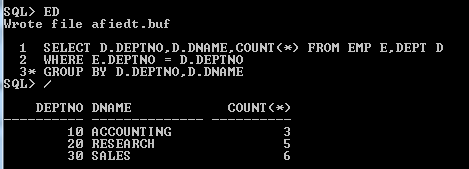 SQL> ED
Wrote file afiedt.buf
1 SELECT D.DEPTNO,D.DNAME,COUNT(*) FROM EMP E,DEPT D
2 WHERE E.DEPTNO = D.DEPTNO
3* GROUP BY D.DEPTNO,D.DNAME
SQL> /
DEPTNO DNAME COUNT(*)
---------- -------------- ----------
10 ACCOUNTING 3
20 RESEARCH 5
30 SALES 6